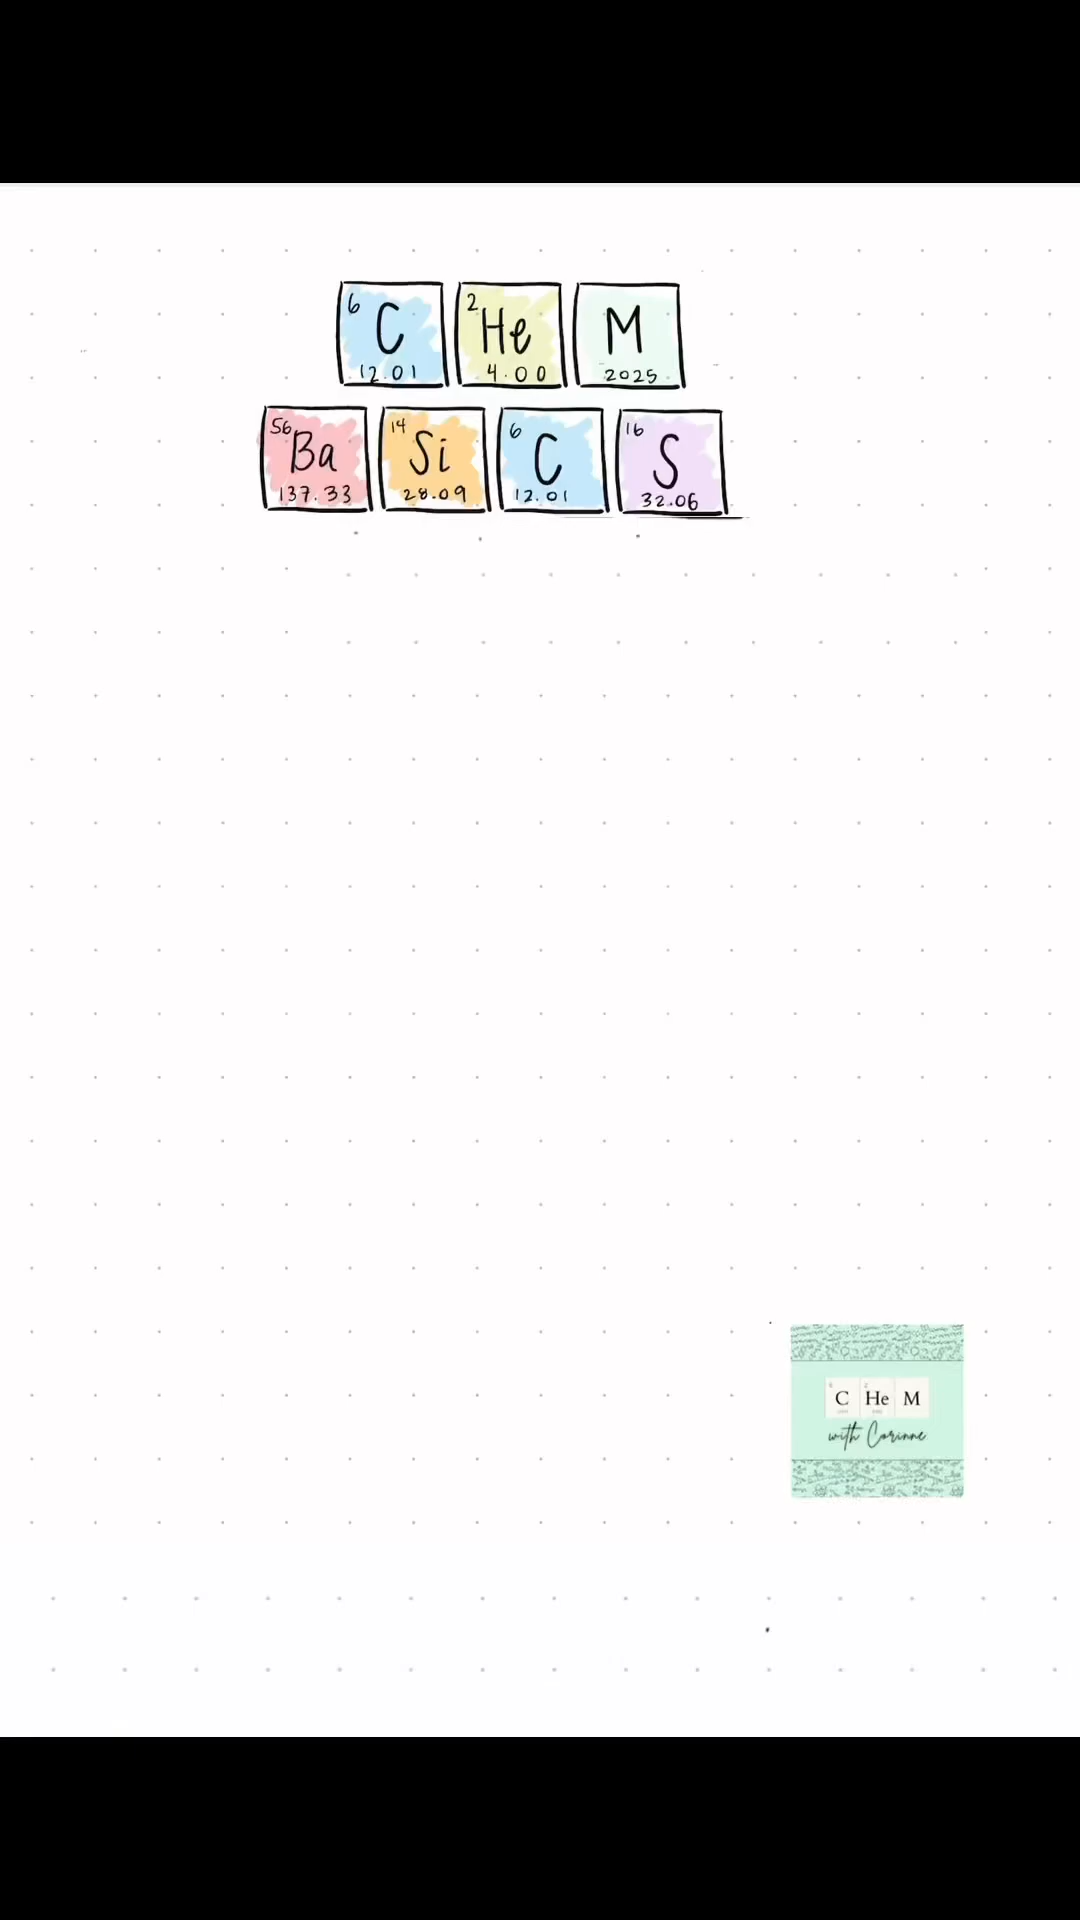 6 C 12.01 2 He 4.00 M 2025
56 Ba 137.33 14 Si 28.09 6 C 12.01 16 S 32.06
C He M
with Corinne